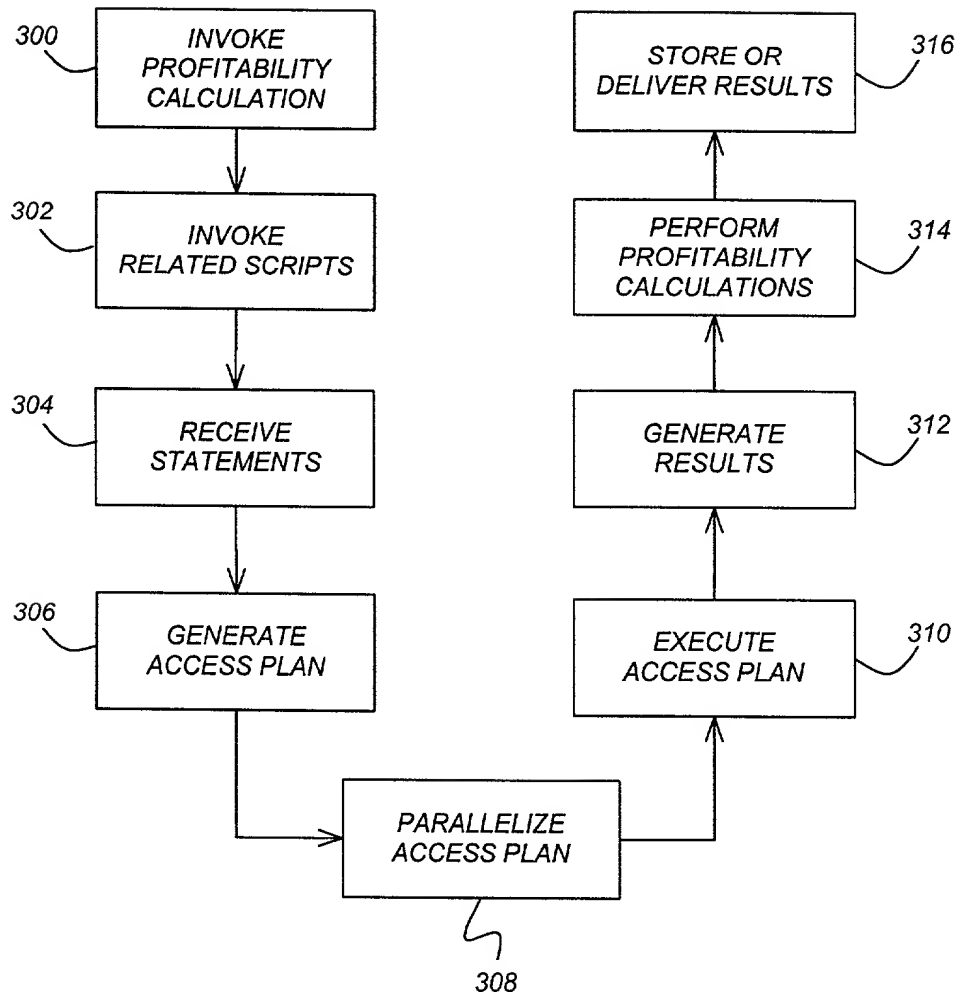 300
INVOKE
PROFITABILITY
CALCULATION
302
INVOKE
RELATED SCRIPTS
304
RECEIVE
STATEMENTS
306
GENERATE
ACCESS PLAN
PARALLELIZE
ACCESS PLAN
308
EXECUTE
ACCESS PLAN
310
GENERATE
RESULTS
312
PERFORM
PROFITABILITY
CALCULATIONS
314
STORE OR
DELIVER RESULTS
316